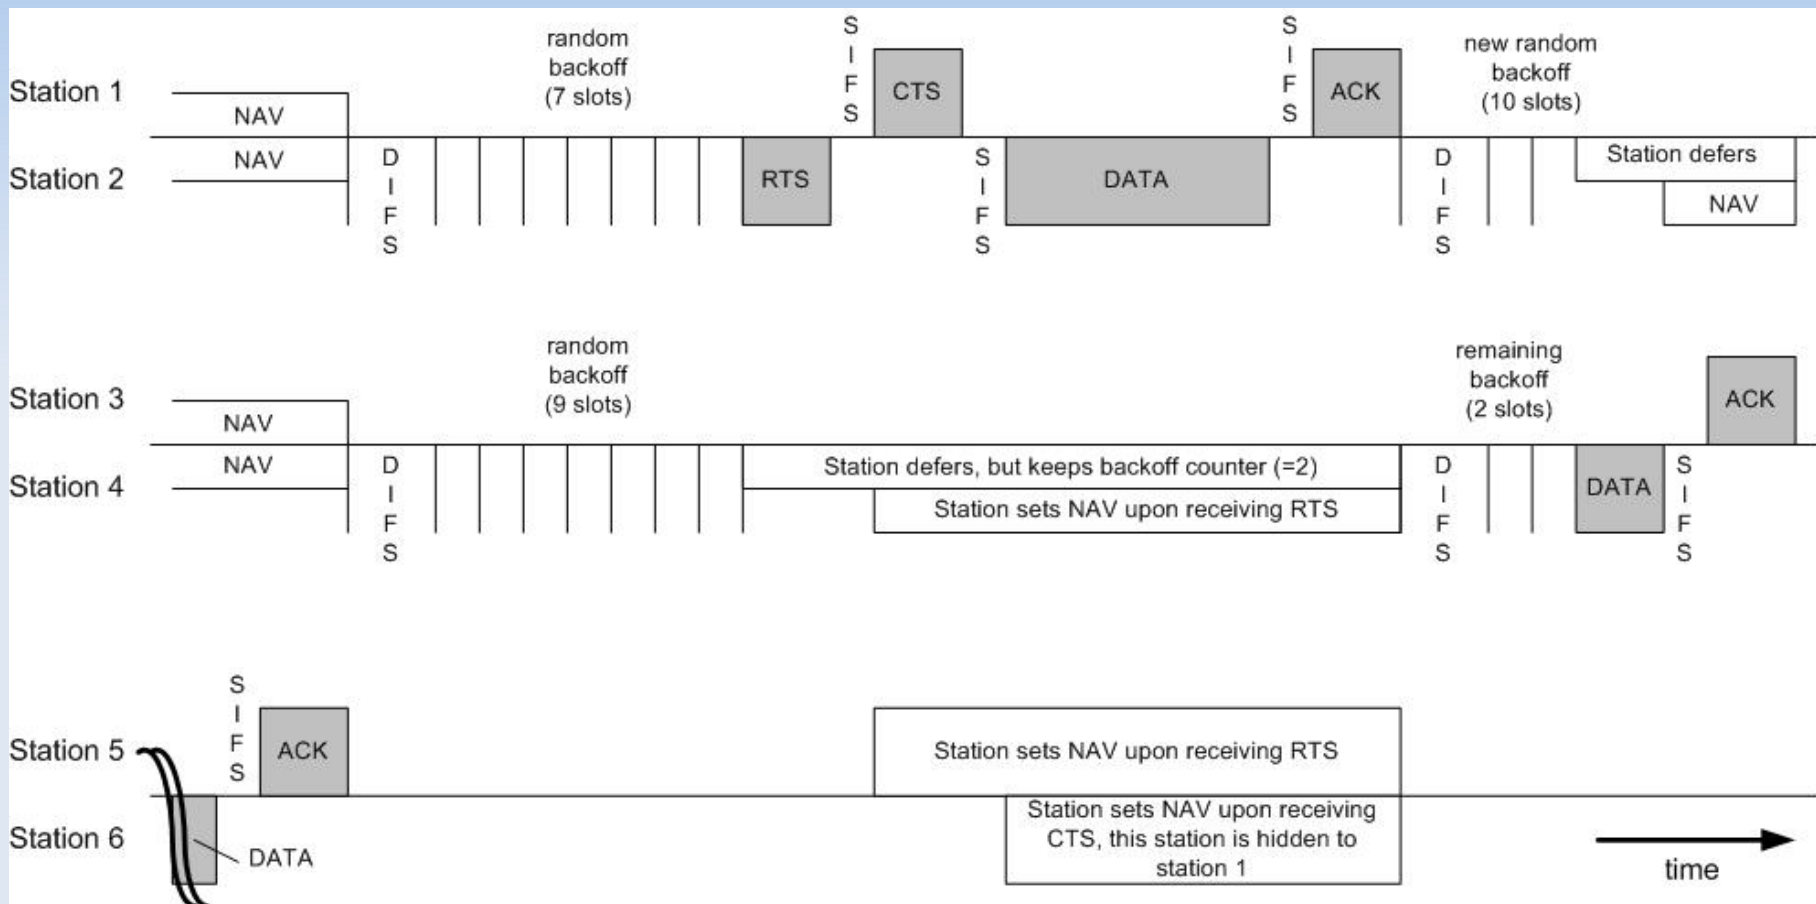 random
backoff
(7 slots)
S
I
F
S
CTS
S
I
F
S
ACK
new random
backoff
(10 slots)
Station 1
NAV
Station 2
NAV
D
I
F
S
RTS
S
I
F
S
DATA
D
I
F
S
Station defers
NAV
random
backoff
(9 slots)
remaining
backoff
(2 slots)
ACK
Station 3
NAV
Station 4
NAV
D
I
F
S
Station defers, but keeps backoff counter (=2)
Station sets NAV upon receiving RTS
D
I
F
S
DATA
S
I
F
S
S
I
F
S
Station 5
ACK
Station sets NAV upon receiving RTS
Station 6
DATA
Station sets NAV upon receiving
CTS, this station is hidden to
station 1
time